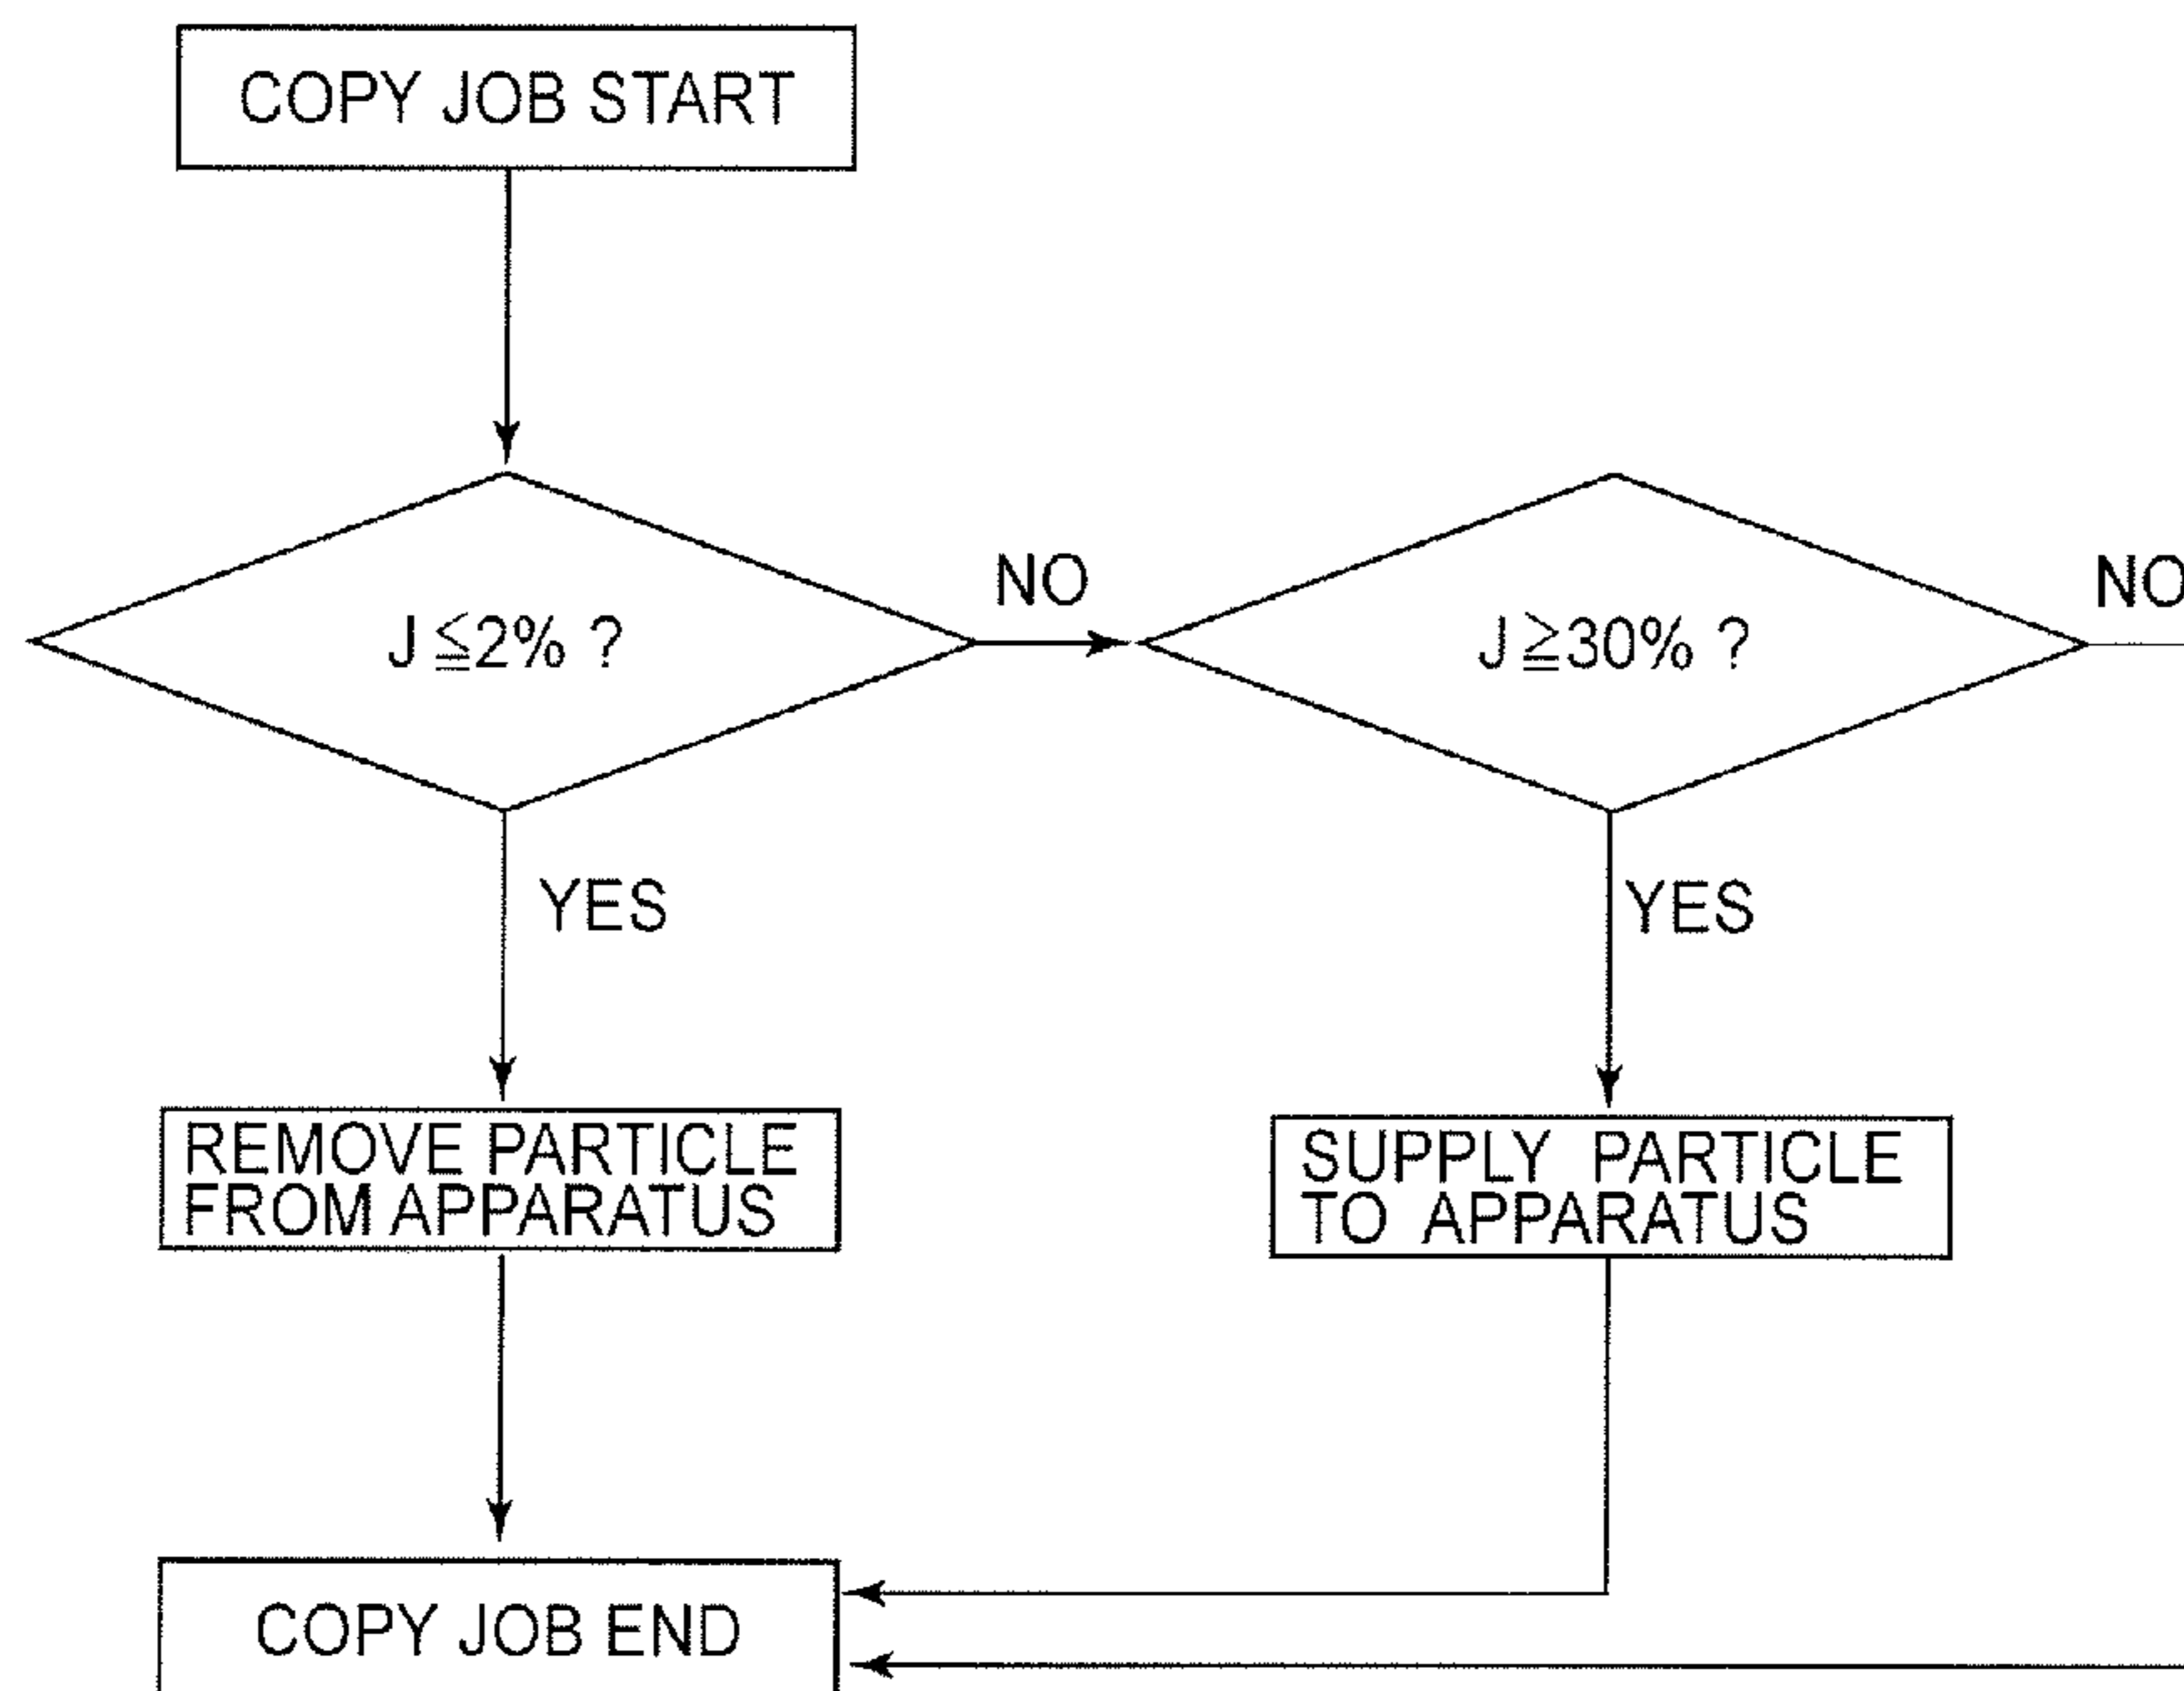 COPY JOB START
J ≦2% ?
NO
J ≧30% ?
NO
YES
YES
REMOVE PARTICLE
FROM APPARATUS
SUPPLY PARTICLE
TO APPARATUS
COPY JOB END